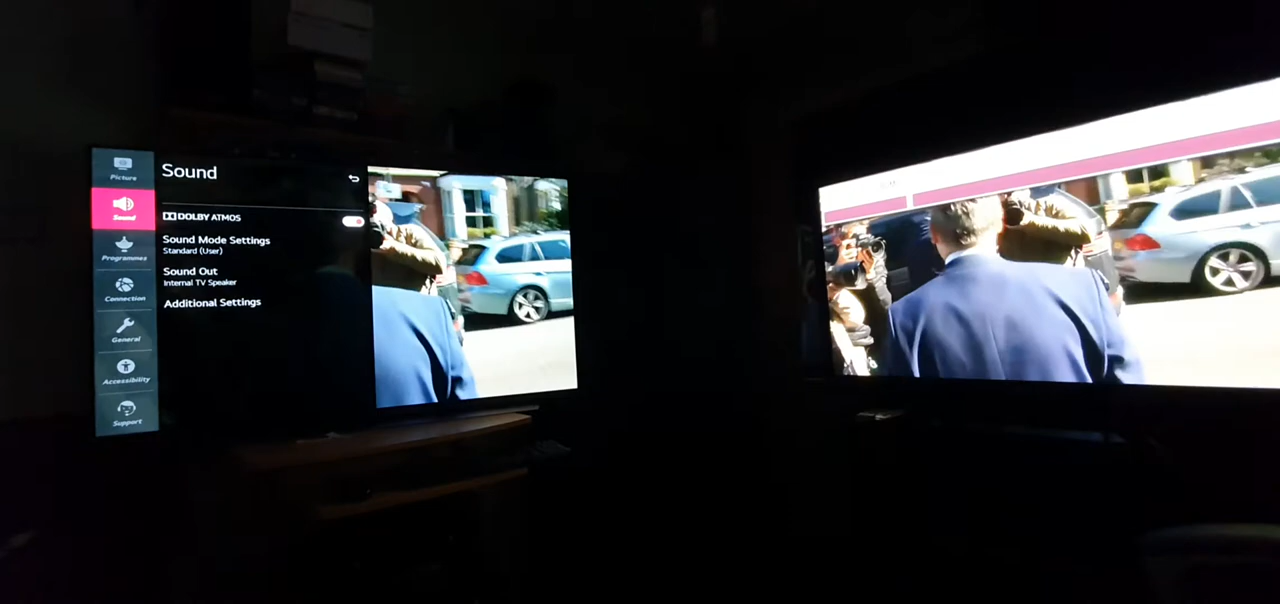 Picture
Sound
Programmes
Connection
General
Accessibility
Support
Sound
DOLBY ATMOS
Sound Mode Settings
Standard (User)
Sound Out
Internal TV Speaker
Additional Settings